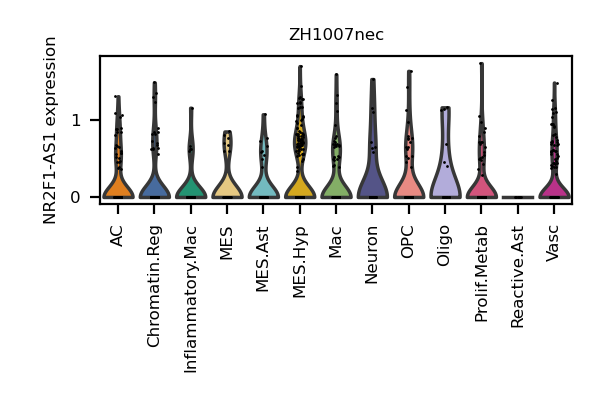 ZH1007nec
NR2F1-AS1 expression
1
0
AC
Chromatin.Reg
Inflammatory.Mac
MES
MES.Ast
MES.Hyp
Mac
Neuron
OPC
Oligo
Prolif.Metab
Reactive.Ast
Vasc